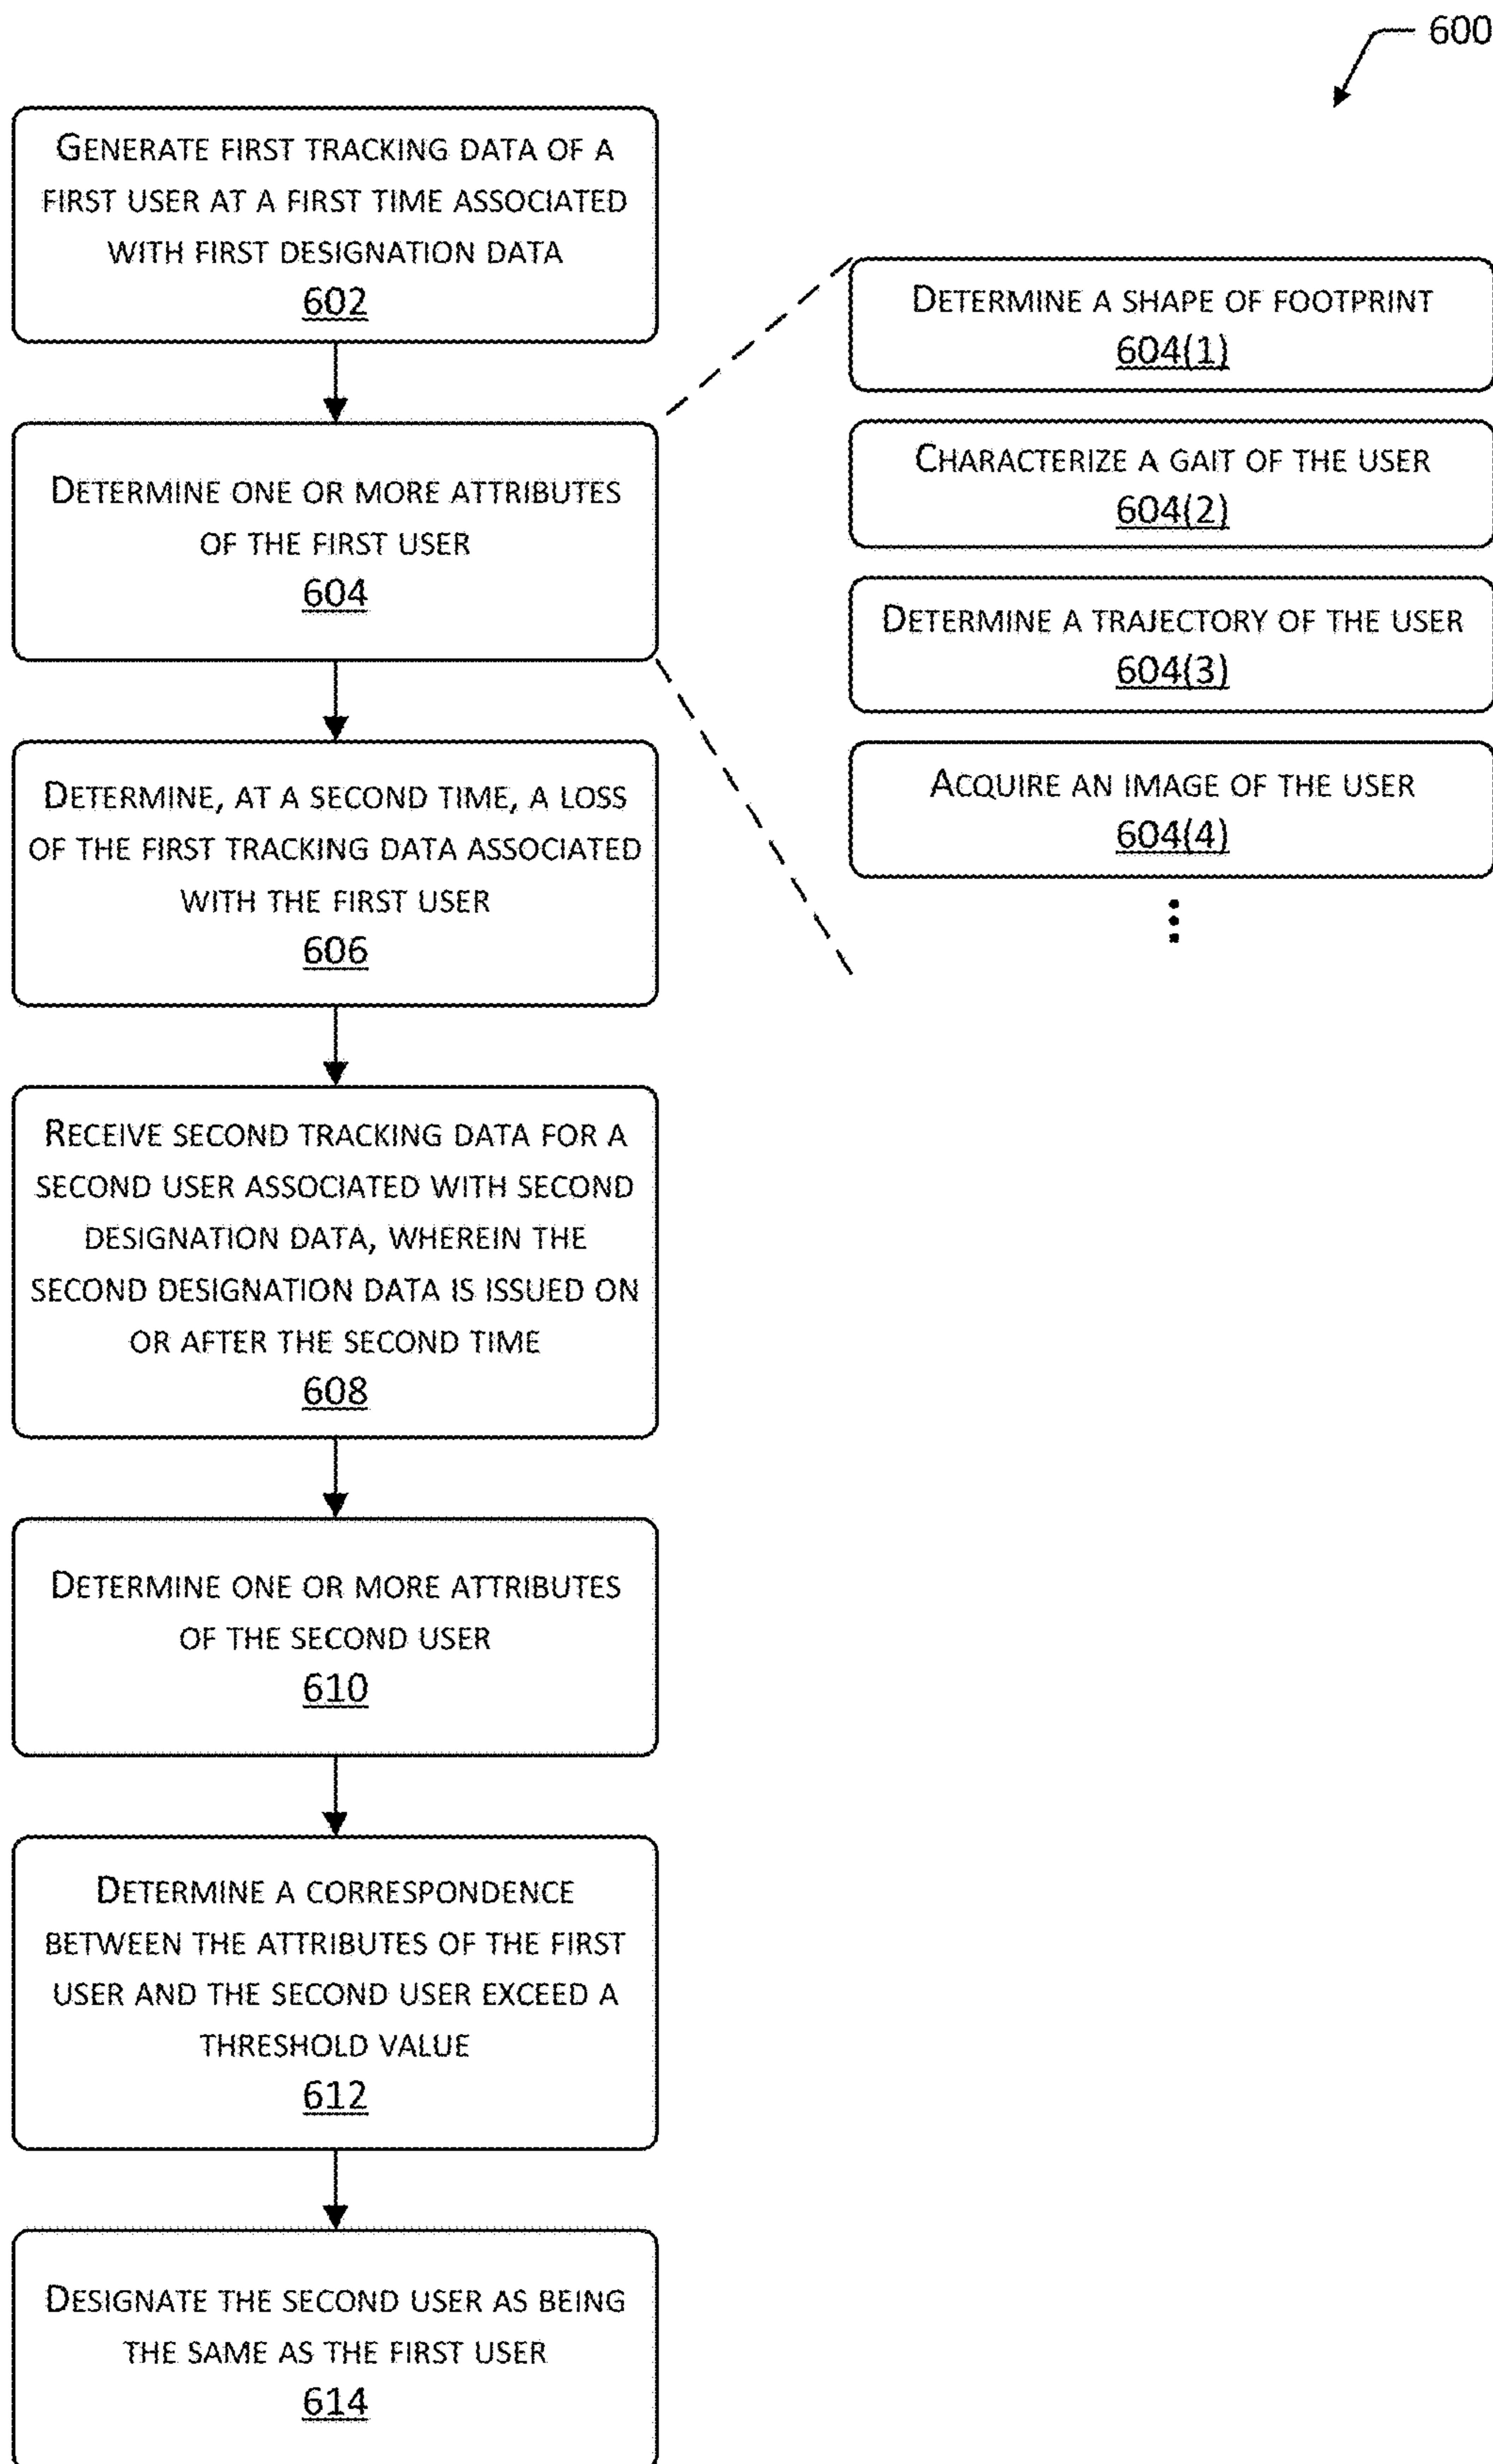 600
GENERATE FIRST TRACKING DATA OF A
FIRST USER AT A FIRST TIME ASSOCIATED
WITH FIRST DESIGNATION DATA
602
DETERMINE ONE OR MORE ATTRIBUTES
OF THE FIRST USER
604
DETERMINE A SHAPE OF FOOTPRINT
604(1)
CHARACTERIZE A GAIT OF THE USER
604(2)
DETERMINE A TRAJECTORY OF THE USER
604(3)
ACQUIRE AN IMAGE OF THE USER
604(4)
DETERMINE, AT A SECOND TIME, A LOSS
OF THE FIRST TRACKING DATA ASSOCIATED
WITH THE FIRST USER
606
RECEIVE SECOND TRACKING DATA FOR A
SECOND USER ASSOCIATED WITH SECOND
DESIGNATION DATA, WHEREIN THE
SECOND DESIGNATION DATA IS ISSUED ON
OR AFTER THE SECOND TIME
608
DETERMINE ONE OR MORE ATTRIBUTES
OF THE SECOND USER
610
DETERMINE A CORRESPONDENCE
BETWEEN THE ATTRIBUTES OF THE FIRST
USER AND THE SECOND USER EXCEED A
THRESHOLD VALUE
612
DESIGNATE THE SECOND USER AS BEING
THE SAME AS THE FIRST USER
614